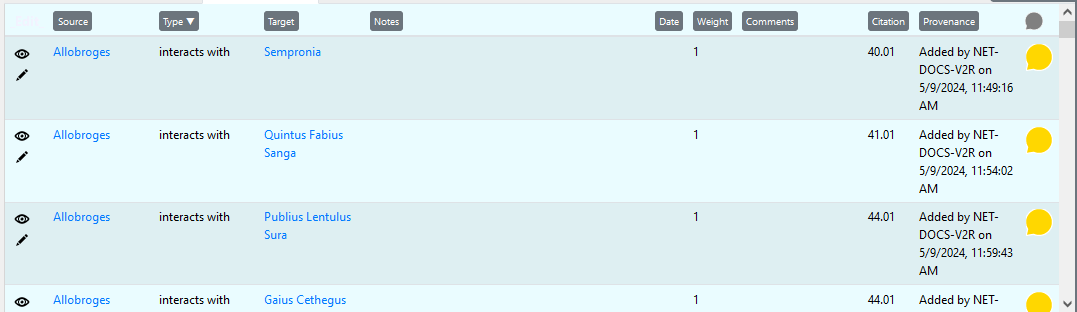 Edit Source Type ▼ Target Notes Date Weight Comments Citation Provenance
Allobroges interacts with Sempronia 1 40.01 Added by NET-
DOCS-V2R on
5/9/2024, 11:49:16
AM
Allobroges interacts with Quintus Fabius 1 41.01 Added by NET-
Sanga DOCS-V2R on
5/9/2024, 11:54:02
AM
Allobroges interacts with Publius Lentulus 1 44.01 Added by NET-
Sura DOCS-V2R on
5/9/2024, 11:59:43
AM
Allobroges interacts with Gaius Cethegus 1 44.01 Added by NET-